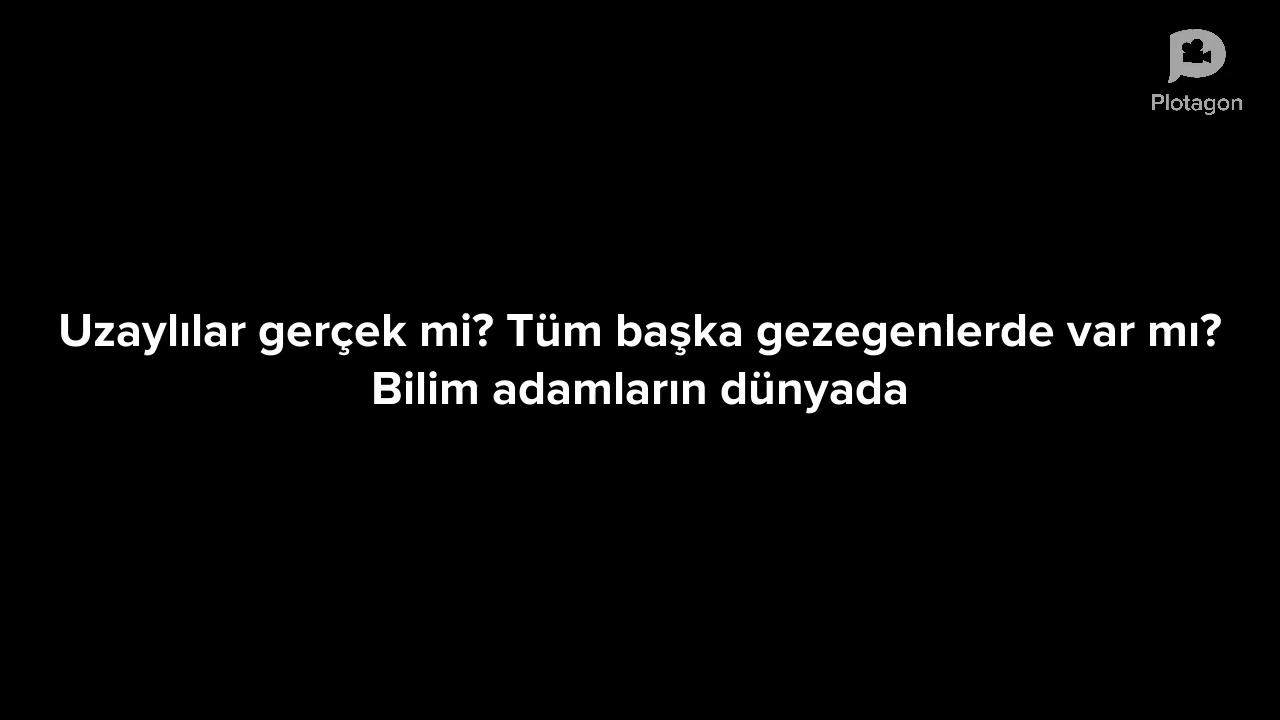 Plotagon
Uzaylılar gerçek mi? Tüm başka gezegenlerde var mı?
Bilim adamların dünyada